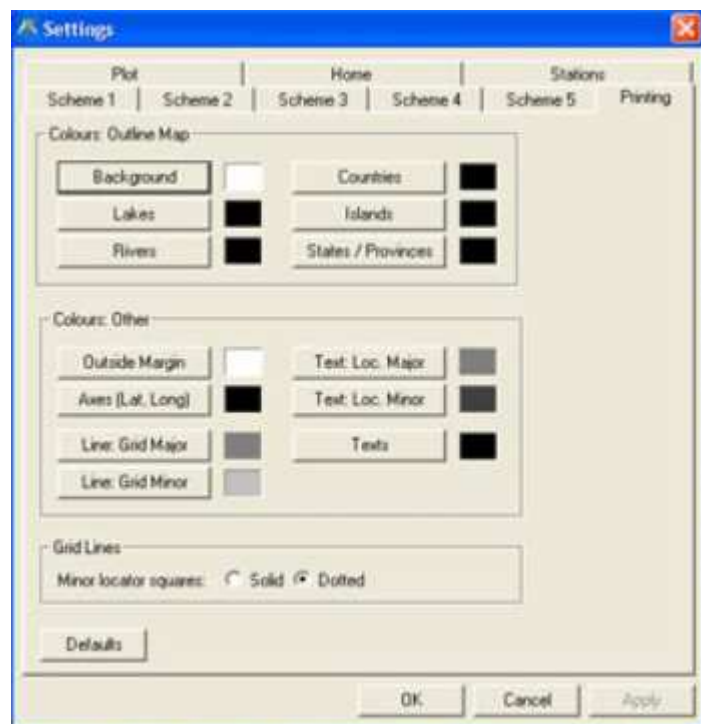 Settings
Plot Home Stations
Scheme 1 Scheme 2 Scheme 3 Scheme 4 Scheme 5 Printing
Colours: Outline Map
Background Countries
Lakes Islands
Rivers States / Provinces
Colours: Other
Outside Margin Text: Loc. Major
Axes (Lat, Long) Text: Loc. Minor
Line: Grid Major Texts
Line: Grid Minor
Grid Lines
Minor locator squares: Solid Dotted
Defaults
OK Cancel Apply